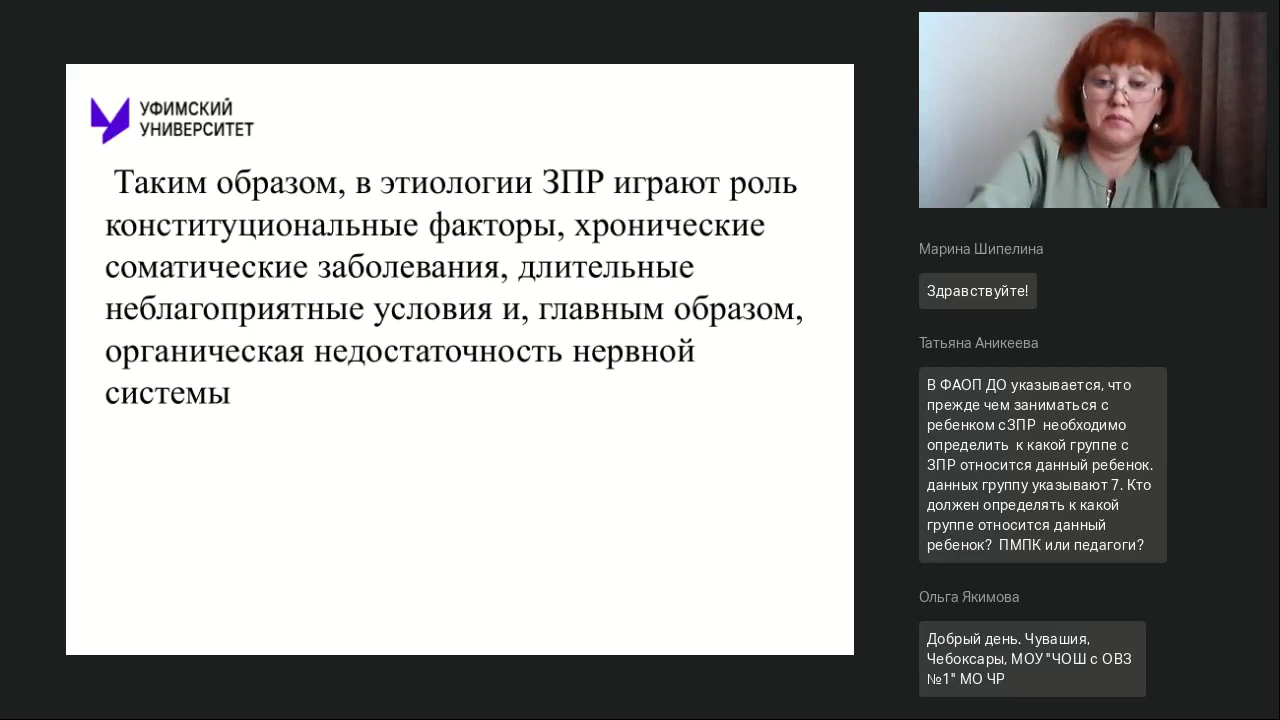 УФИМСКИЙ
УНИВЕРСИТЕТ
Таким образом, в этиологии ЗПР играют роль
конституциональные факторы, хронические
соматические заболевания, длительные
неблагоприятные условия и, главным образом,
органическая недостаточность нервной
системы
Марина Шипелина
Здравствуйте!
Татьяна Аникеева
В ФАОП ДО указывается, что
прежде чем заниматься с
ребенком сЗПР необходимо
определить к какой группе с
ЗПР относится данный ребенок.
данных группу указывают 7. Кто
должен определять к какой
группе относится данный
ребенок? ПМПК или педагоги?
Ольга Якимова
Добрый день. Чувашия,
Чебоксары, МОУ "ЧОШ с ОВЗ
№1" МО ЧР